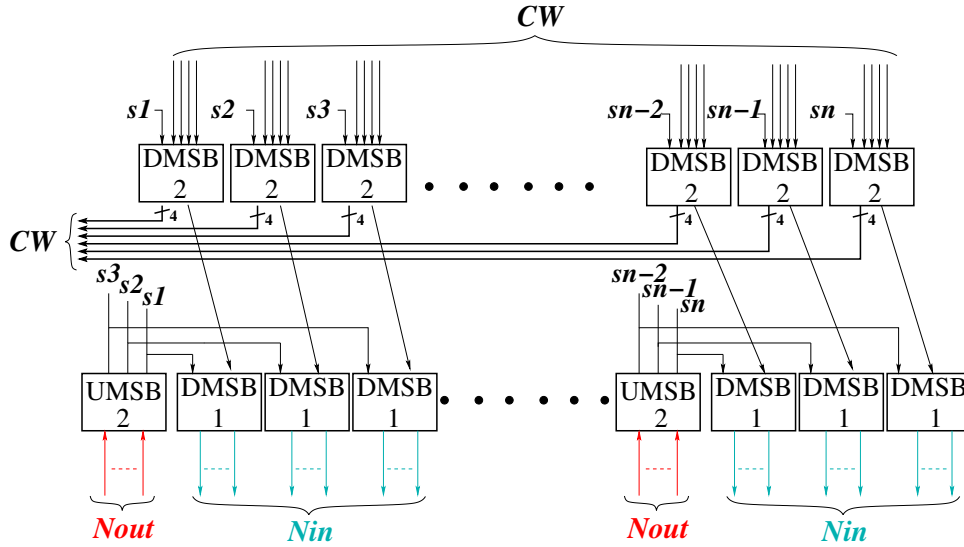 CW
s1 s2 s3 sn-2 sn-1 sn
DMSB 2 DMSB 2 DMSB 2 DMSB 2 DMSB 2 DMSB 2
4 4 4 4 4 4
CW
s3 s2 s1 sn-2 sn-1 sn
UMSB 2 DMSB 1 DMSB 1 DMSB 1 UMSB 2 DMSB 1 DMSB 1 DMSB 1
Nout Nin Nout Nin